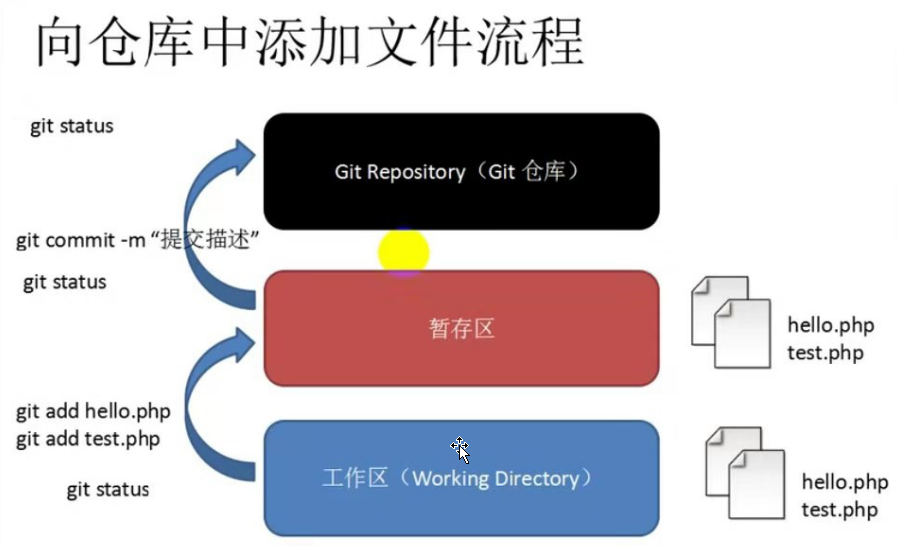 向仓库中添加文件流程
git status
Git Repository（Git 仓库）
git commit -m “提交描述”
git status
暂存区
hello.php
test.php
git add hello.php
git add test.php
git status
工作区（Working Directory）
hello.php
test.php